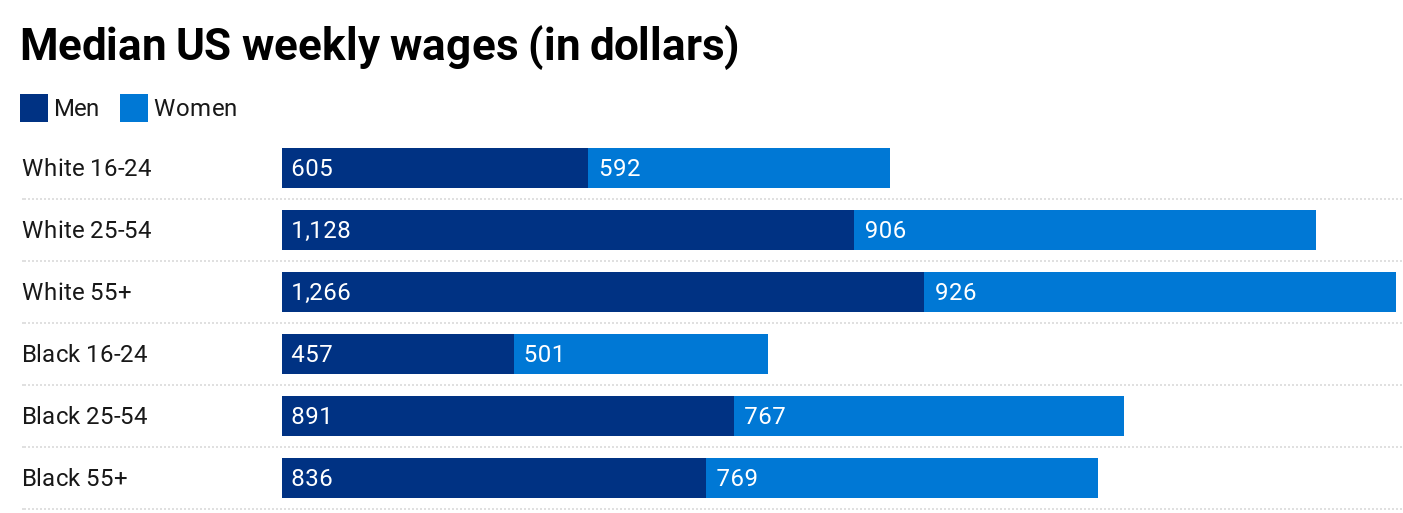 Median US weekly wages (in dollars)
Men Women
White 16-24 605 592
White 25-54 1,128 906
White 55+ 1,266 926
Black 16-24 457 501
Black 25-54 891 767
Black 55+ 836 769